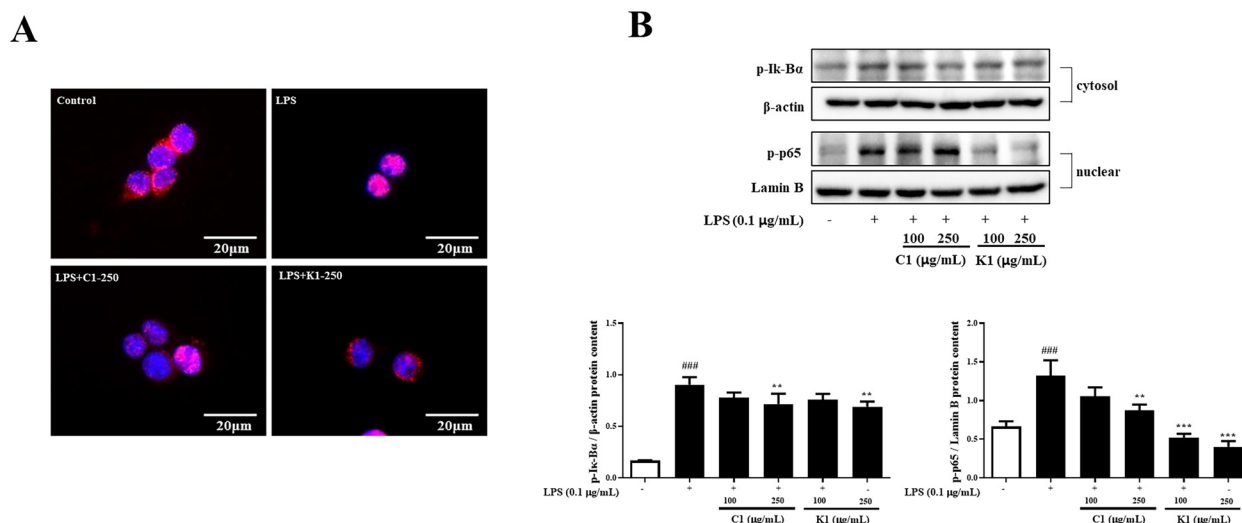 A
B
Control
LPS
20μm
20μm
LPS+C1-250
LPS+K1-250
20μm
20μm
p-Ik-Bα
β-actin
cytosol
p-p65
Lamin B
nuclear
LPS (0.1 μg/mL) - + + + + +
100 250 100 250
C1 (μg/mL) K1 (μg/mL)
p-Iκ-Bα / β-actin protein content
1.5
1.0
0.5
0.0
###
**
**
LPS (0.1 μg/mL) - + + + + -
100 250 100 250
C1 (μg/mL) K1 (μg/mL)
p-p65 / Lamin B protein content
2.0
1.5
1.0
0.5
0.0
###
**
***
***
LPS (0.1 μg/mL) - + + + + -
100 250 100 250
C1 (μg/mL) K1 (μg/mL)